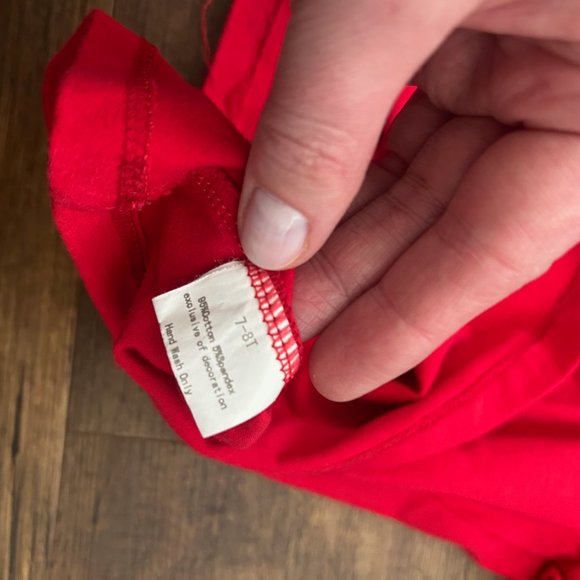 7-8T
95%Cotton 5%Spandex
exclusive of decoration
Hand Wash Only